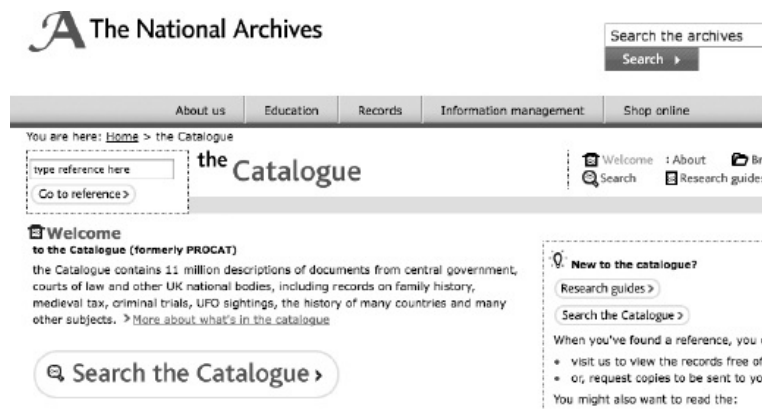 The National Archives
Search the archives
Search
About us Education Records Information management Shop online
You are here: Home > the Catalogue
type reference here
Go to reference >
the Catalogue
Welcome : About
Search Research guides
Welcome
to the Catalogue (formerly PROCAT)
the Catalogue contains 11 million descriptions of documents from central government,
courts of law and other UK national bodies, including records on family history,
medieval tax, criminal trials, UFO sightings, the history of many countries and many
other subjects. > More about what's in the catalogue
Search the Catalogue >
New to the catalogue?
Research guides >
Search the Catalogue >
When you've found a reference, you
• visit us to view the records free of
• or, request copies to be sent to yo
You might also want to read the: